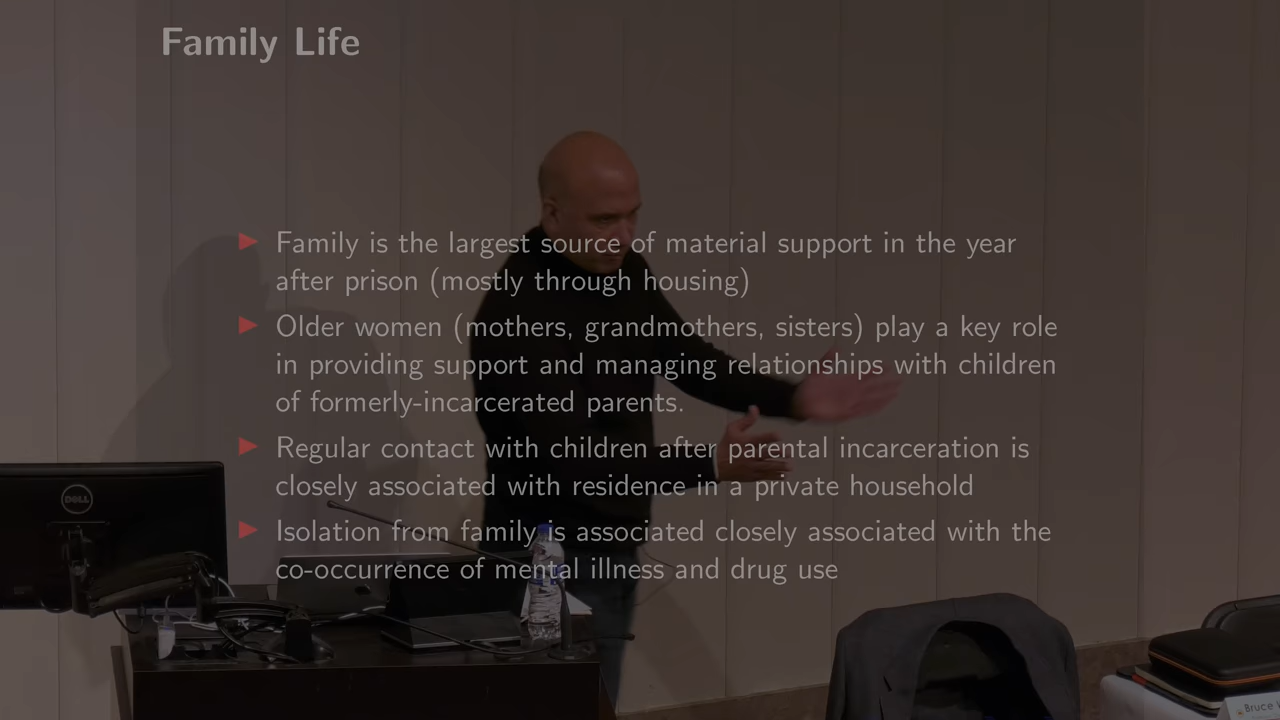 Family Life
Family is the largest source of material support in the year
after prison (mostly through housing)
Older women (mothers, grandmothers, sisters) play a key role
in providing support and managing relationships with children
of formerly-incarcerated parents.
Regular contact with children after parental incarceration is
closely associated with residence in a private household
Isolation from family is associated closely associated with the
co-occurrence of mental illness and drug use
DELL
Bruce